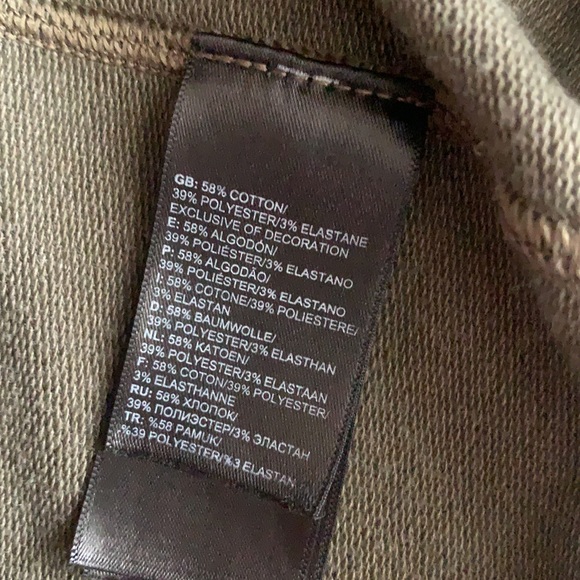 GB: 58% COTTON/
39% POLYESTER/3% ELASTANE
EXCLUSIVE OF DECORATION
E: 58% ALGODÓN/
39% POLIÉSTER/3% ELASTANO
P: 58% ALGODÃO/
39% POLIÉSTER/3% ELASTANO
I: 58% COTONE/39% POLIESTERE/
3% ELASTAN
D: 58% BAUMWOLLE/
39% POLYESTER/3% ELASTHAN
NL: 58% KATOEN/
39% POLYESTER/3% ELASTAAN
F: 58% COTON/39% POLYESTER/
3% ELASTHANNE
RU: 58% ХЛОПОК/
39% ПОЛИЭСТЕР/3% ЭЛАСТАН
TR: %58 PAMUK/
%39 POLYESTER/%3 ELASTAN